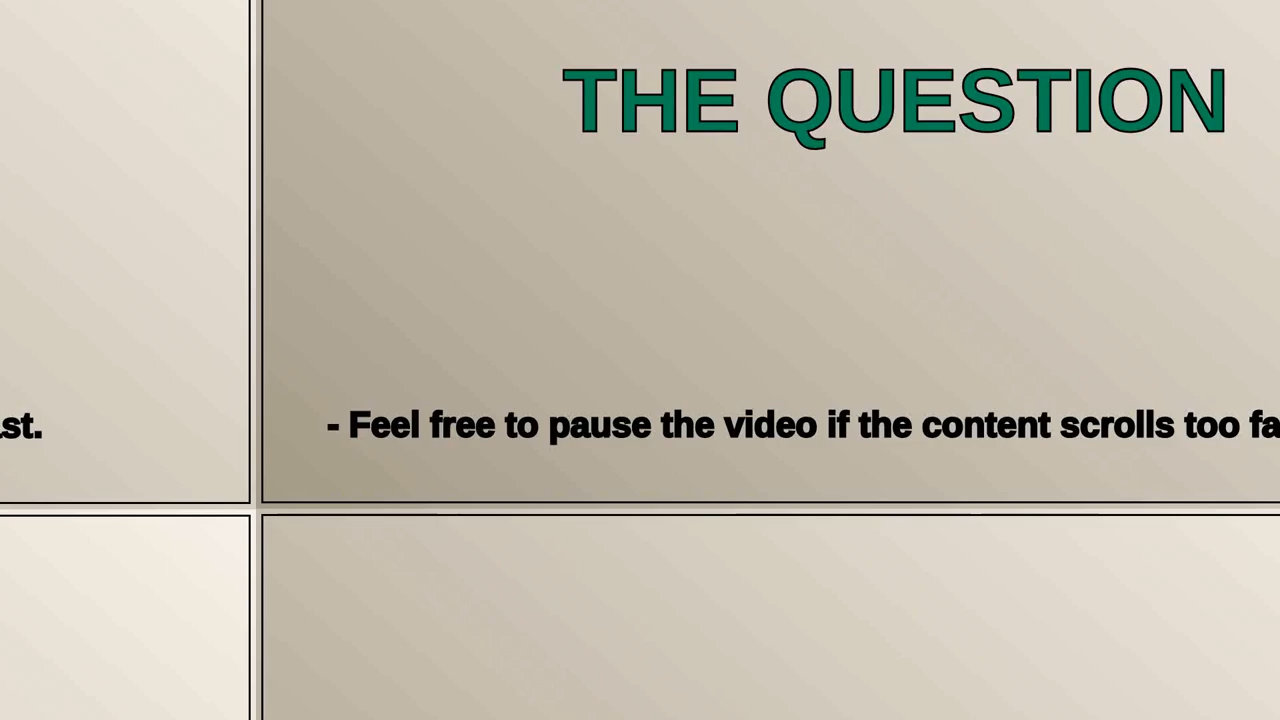 THE QUESTION
st.
- Feel free to pause the video if the content scrolls too fa